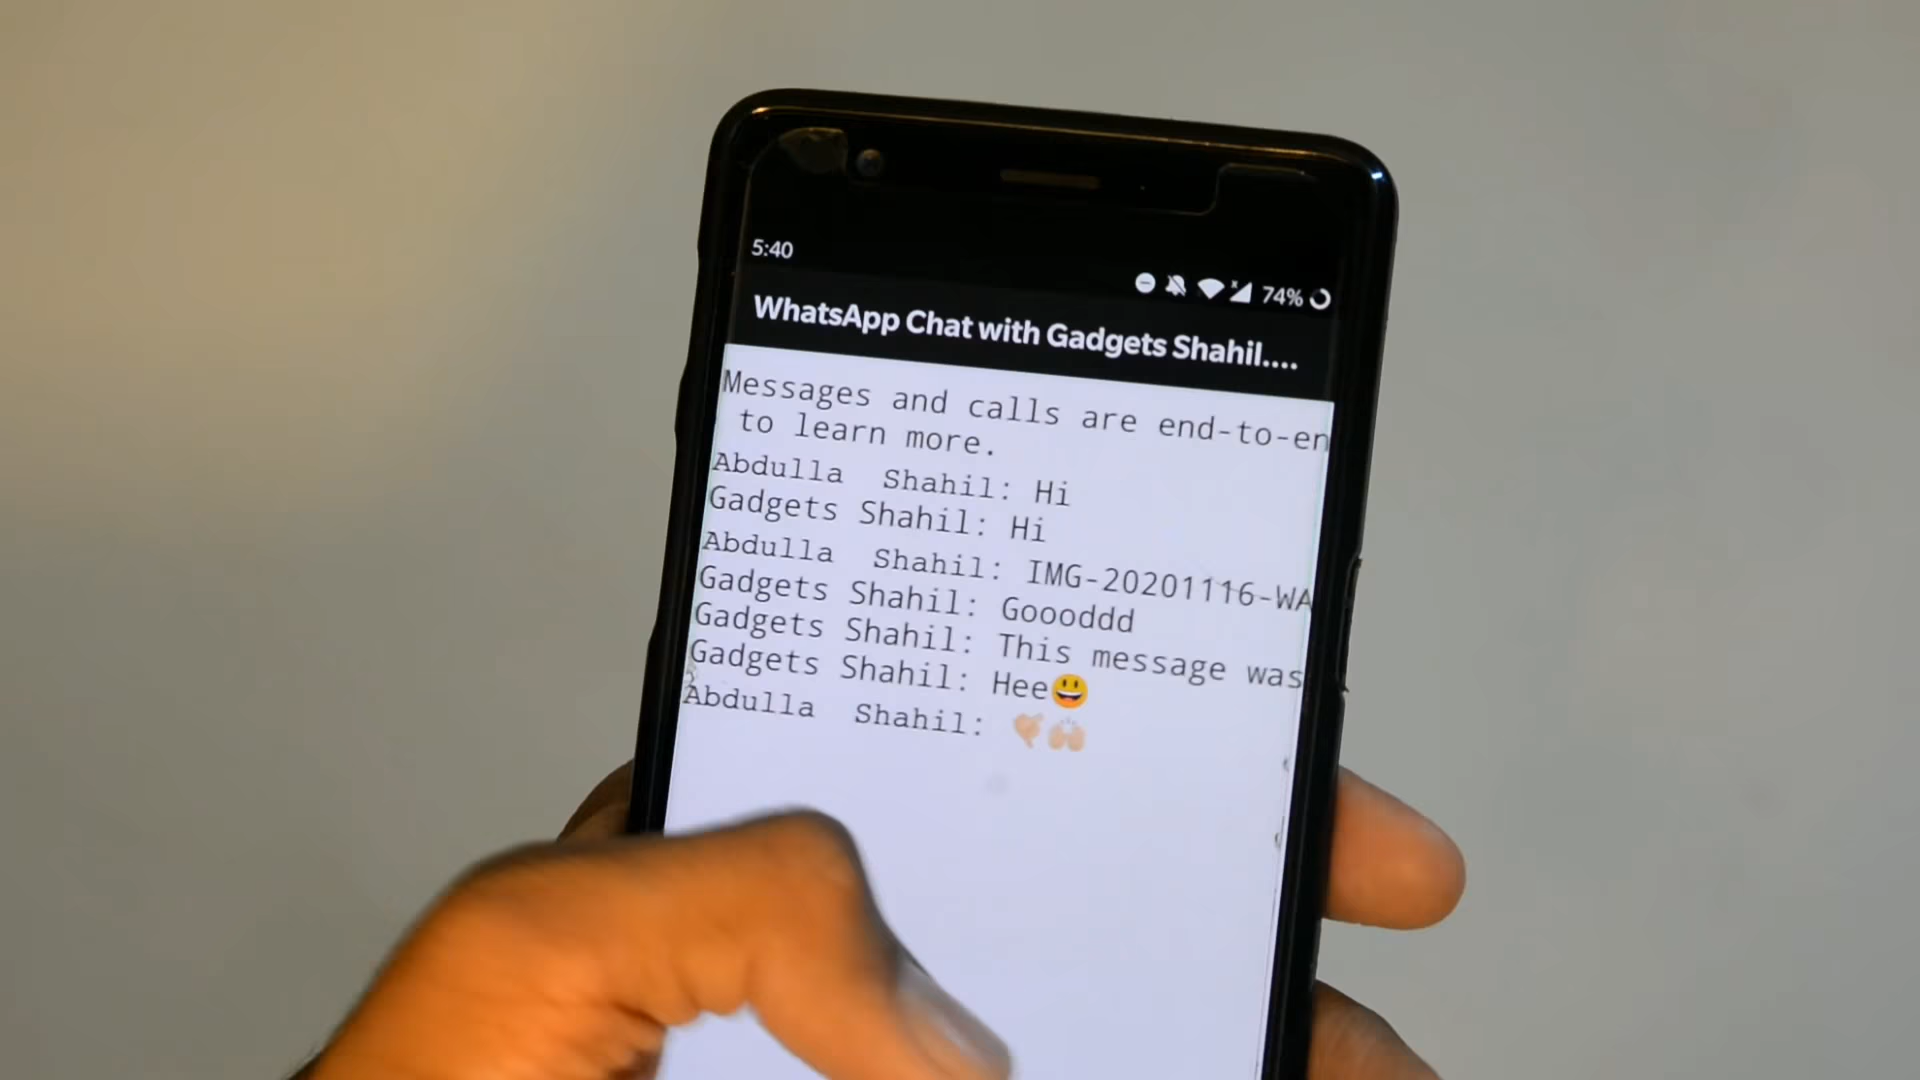 5:40
74%
WhatsApp Chat with Gadgets Shahil....
Messages and calls are end-to-en
to learn more.
Abdulla Shahil: Hi
Gadgets Shahil: Hi
Abdulla Shahil: IMG-20201116-WA
Gadgets Shahil: Goooddd
Gadgets Shahil: This message was
Gadgets Shahil: Hee😃
Abdulla Shahil: 🤙🏻🙌🏻